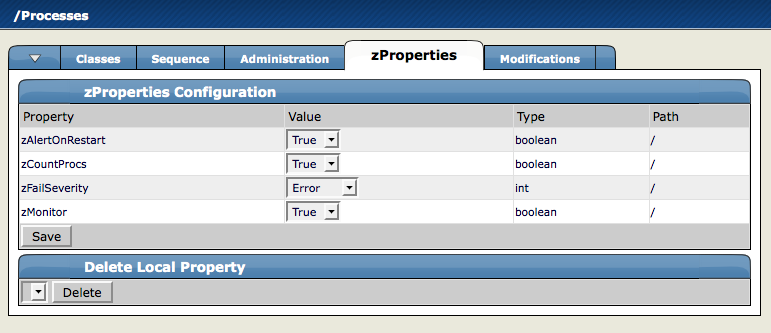 /Processes
Classes Sequence Administration zProperties Modifications
zProperties Configuration
Property Value Type Path
zAlertOnRestart True boolean /
zCountProcs True boolean /
zFailSeverity Error int /
zMonitor True boolean /
Save
Delete Local Property
Delete